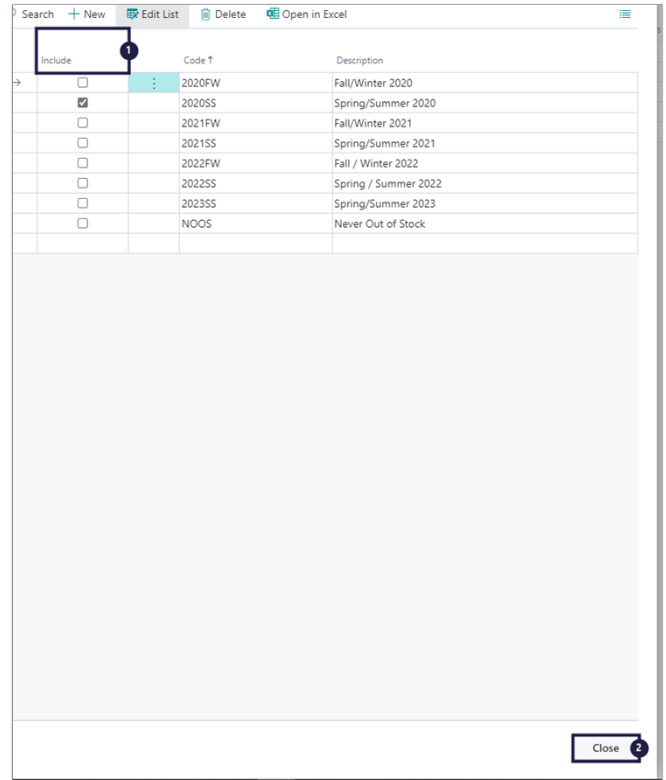 Search + New Edit List Delete Open in Excel
1
Include Code ↑ Description
2020FW Fall/Winter 2020
2020SS Spring/Summer 2020
2021FW Fall/Winter 2021
2021SS Spring/Summer 2021
2022FW Fall / Winter 2022
2022SS Spring / Summer 2022
2023SS Spring/Summer 2023
NOOS Never Out of Stock
Close 2